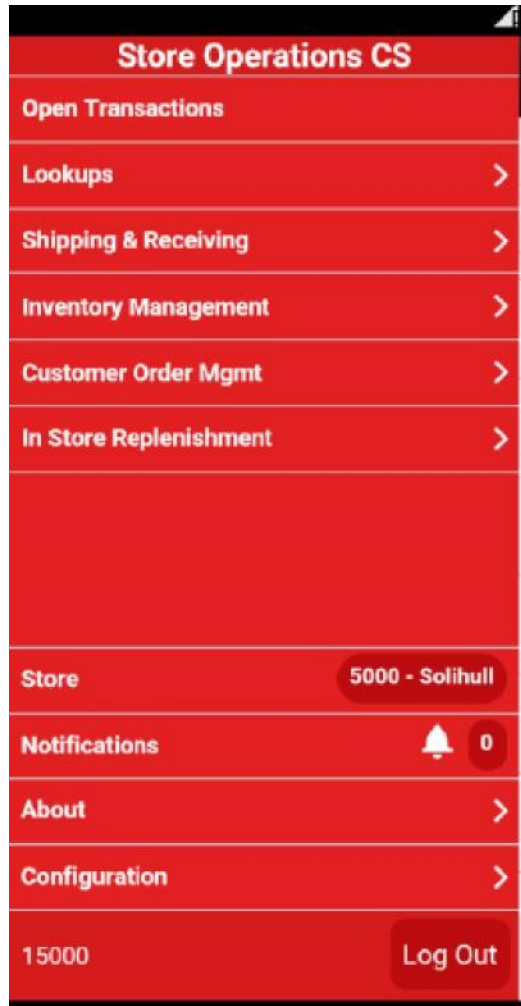 Store Operations CS
Open Transactions
Lookups
Shipping & Receiving
Inventory Management
Customer Order Mgmt
In Store Replenishment
Store 5000 - Solihull
Notifications 0
About
Configuration
15000 Log Out